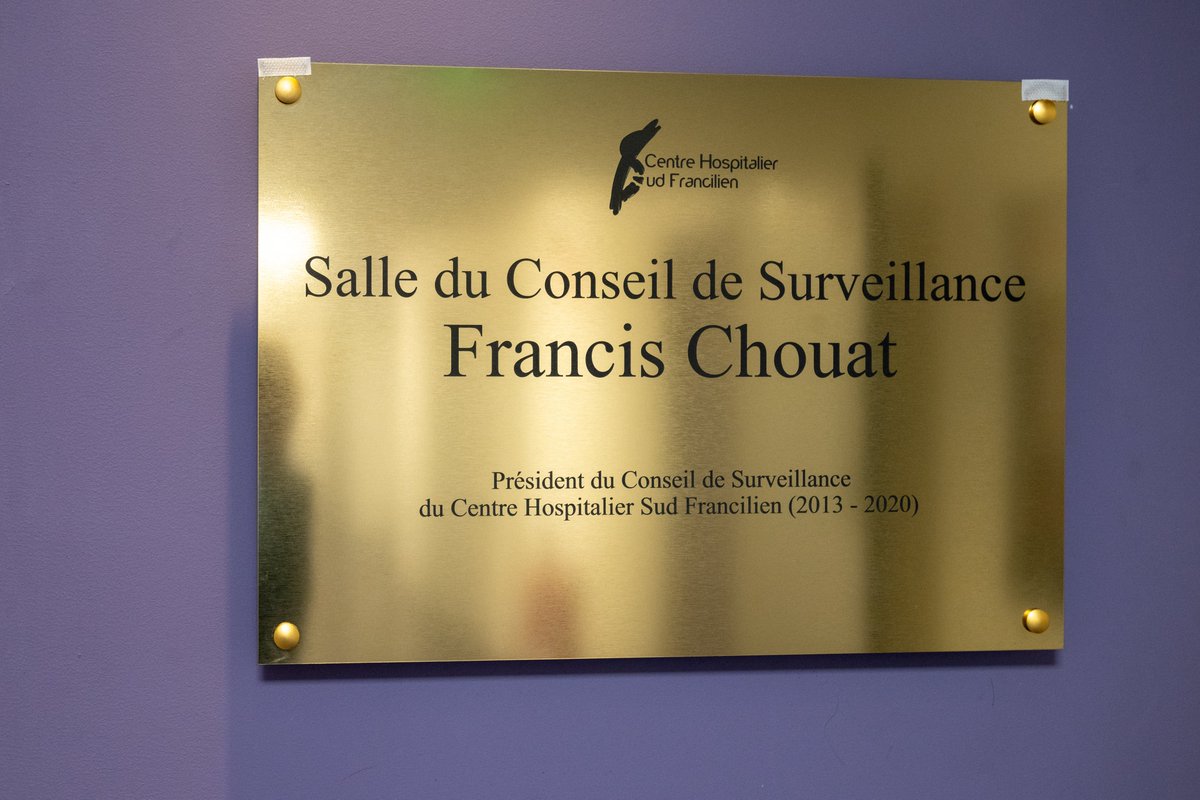 Centre Hospitalier
Sud Francilien
Salle du Conseil de Surveillance
Francis Chouat
Président du Conseil de Surveillance
du Centre Hospitalier Sud Francilien (2013 - 2020)